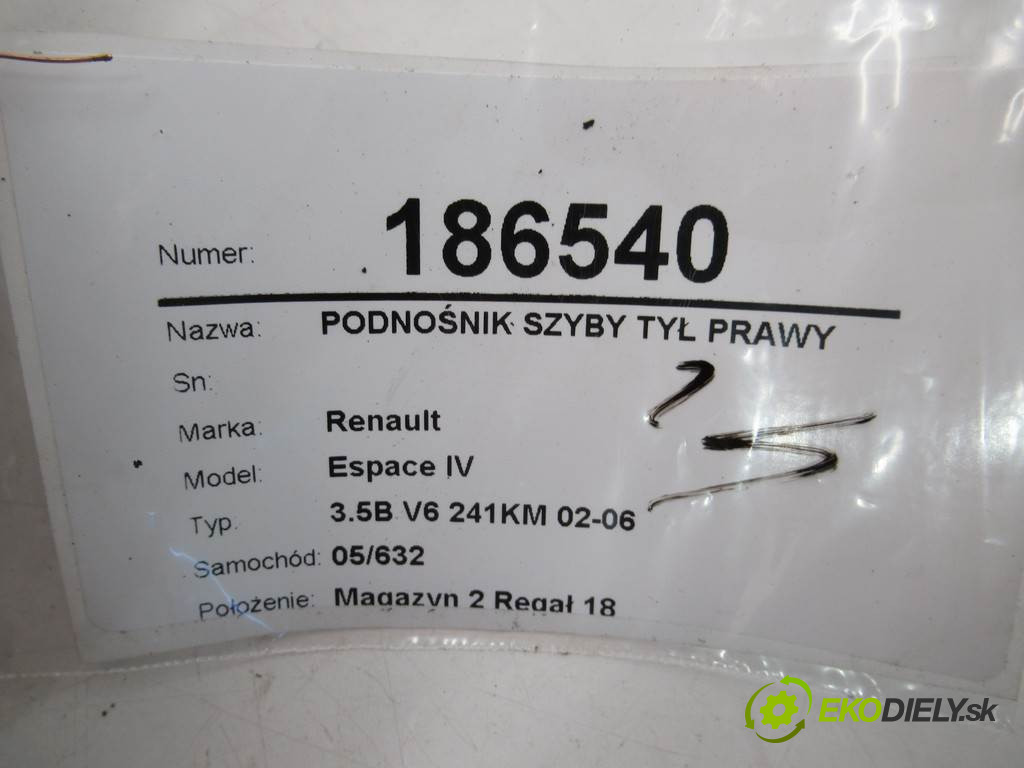 Numer: 186540
Nazwa: PODNOŚNIK SZYBY TYŁ PRAWY
Sn:
Marka: Renault
Model: Espace IV
Typ: 3.5B V6 241KM 02-06
Samochód: 05/632
Położenie: Magazyn 2 Regał 18
EKODIELY.sk